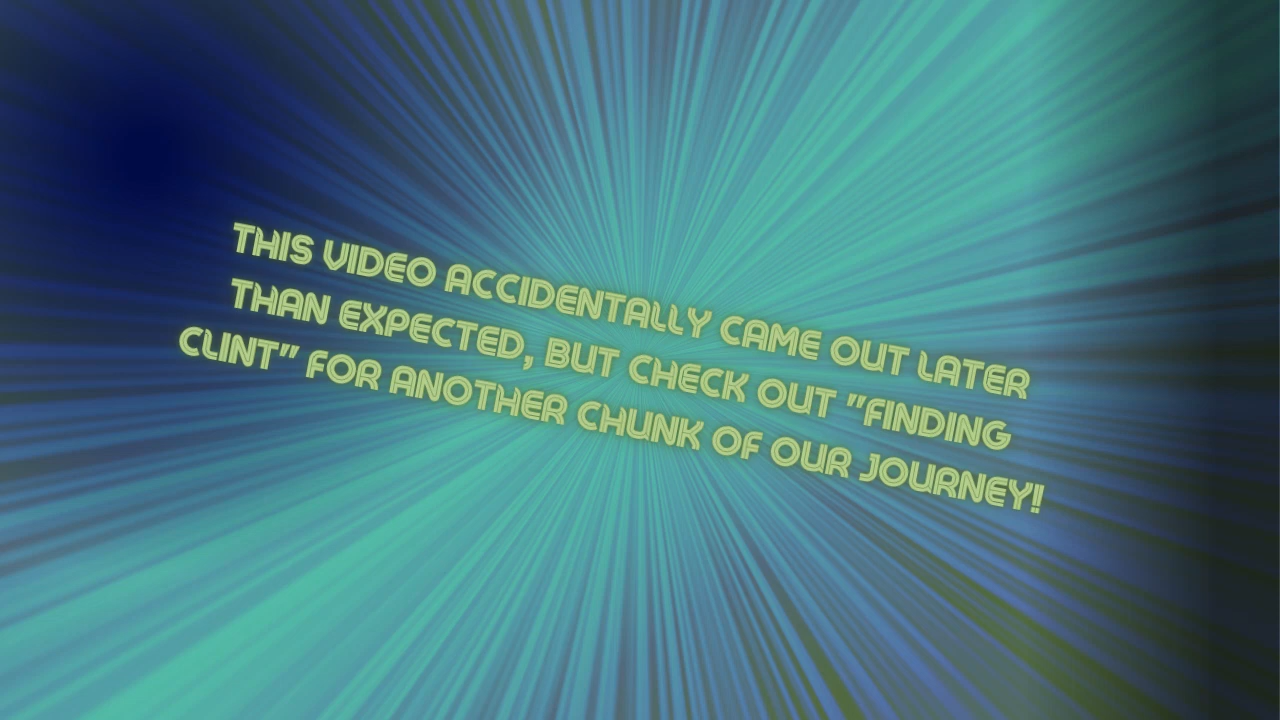 THIS VIDEO ACCIDENTALLY CAME OUT LATER
THAN EXPECTED, BUT CHECK OUT "FINDING
CLINT" FOR ANOTHER CHUNK OF OUR JOURNEY!